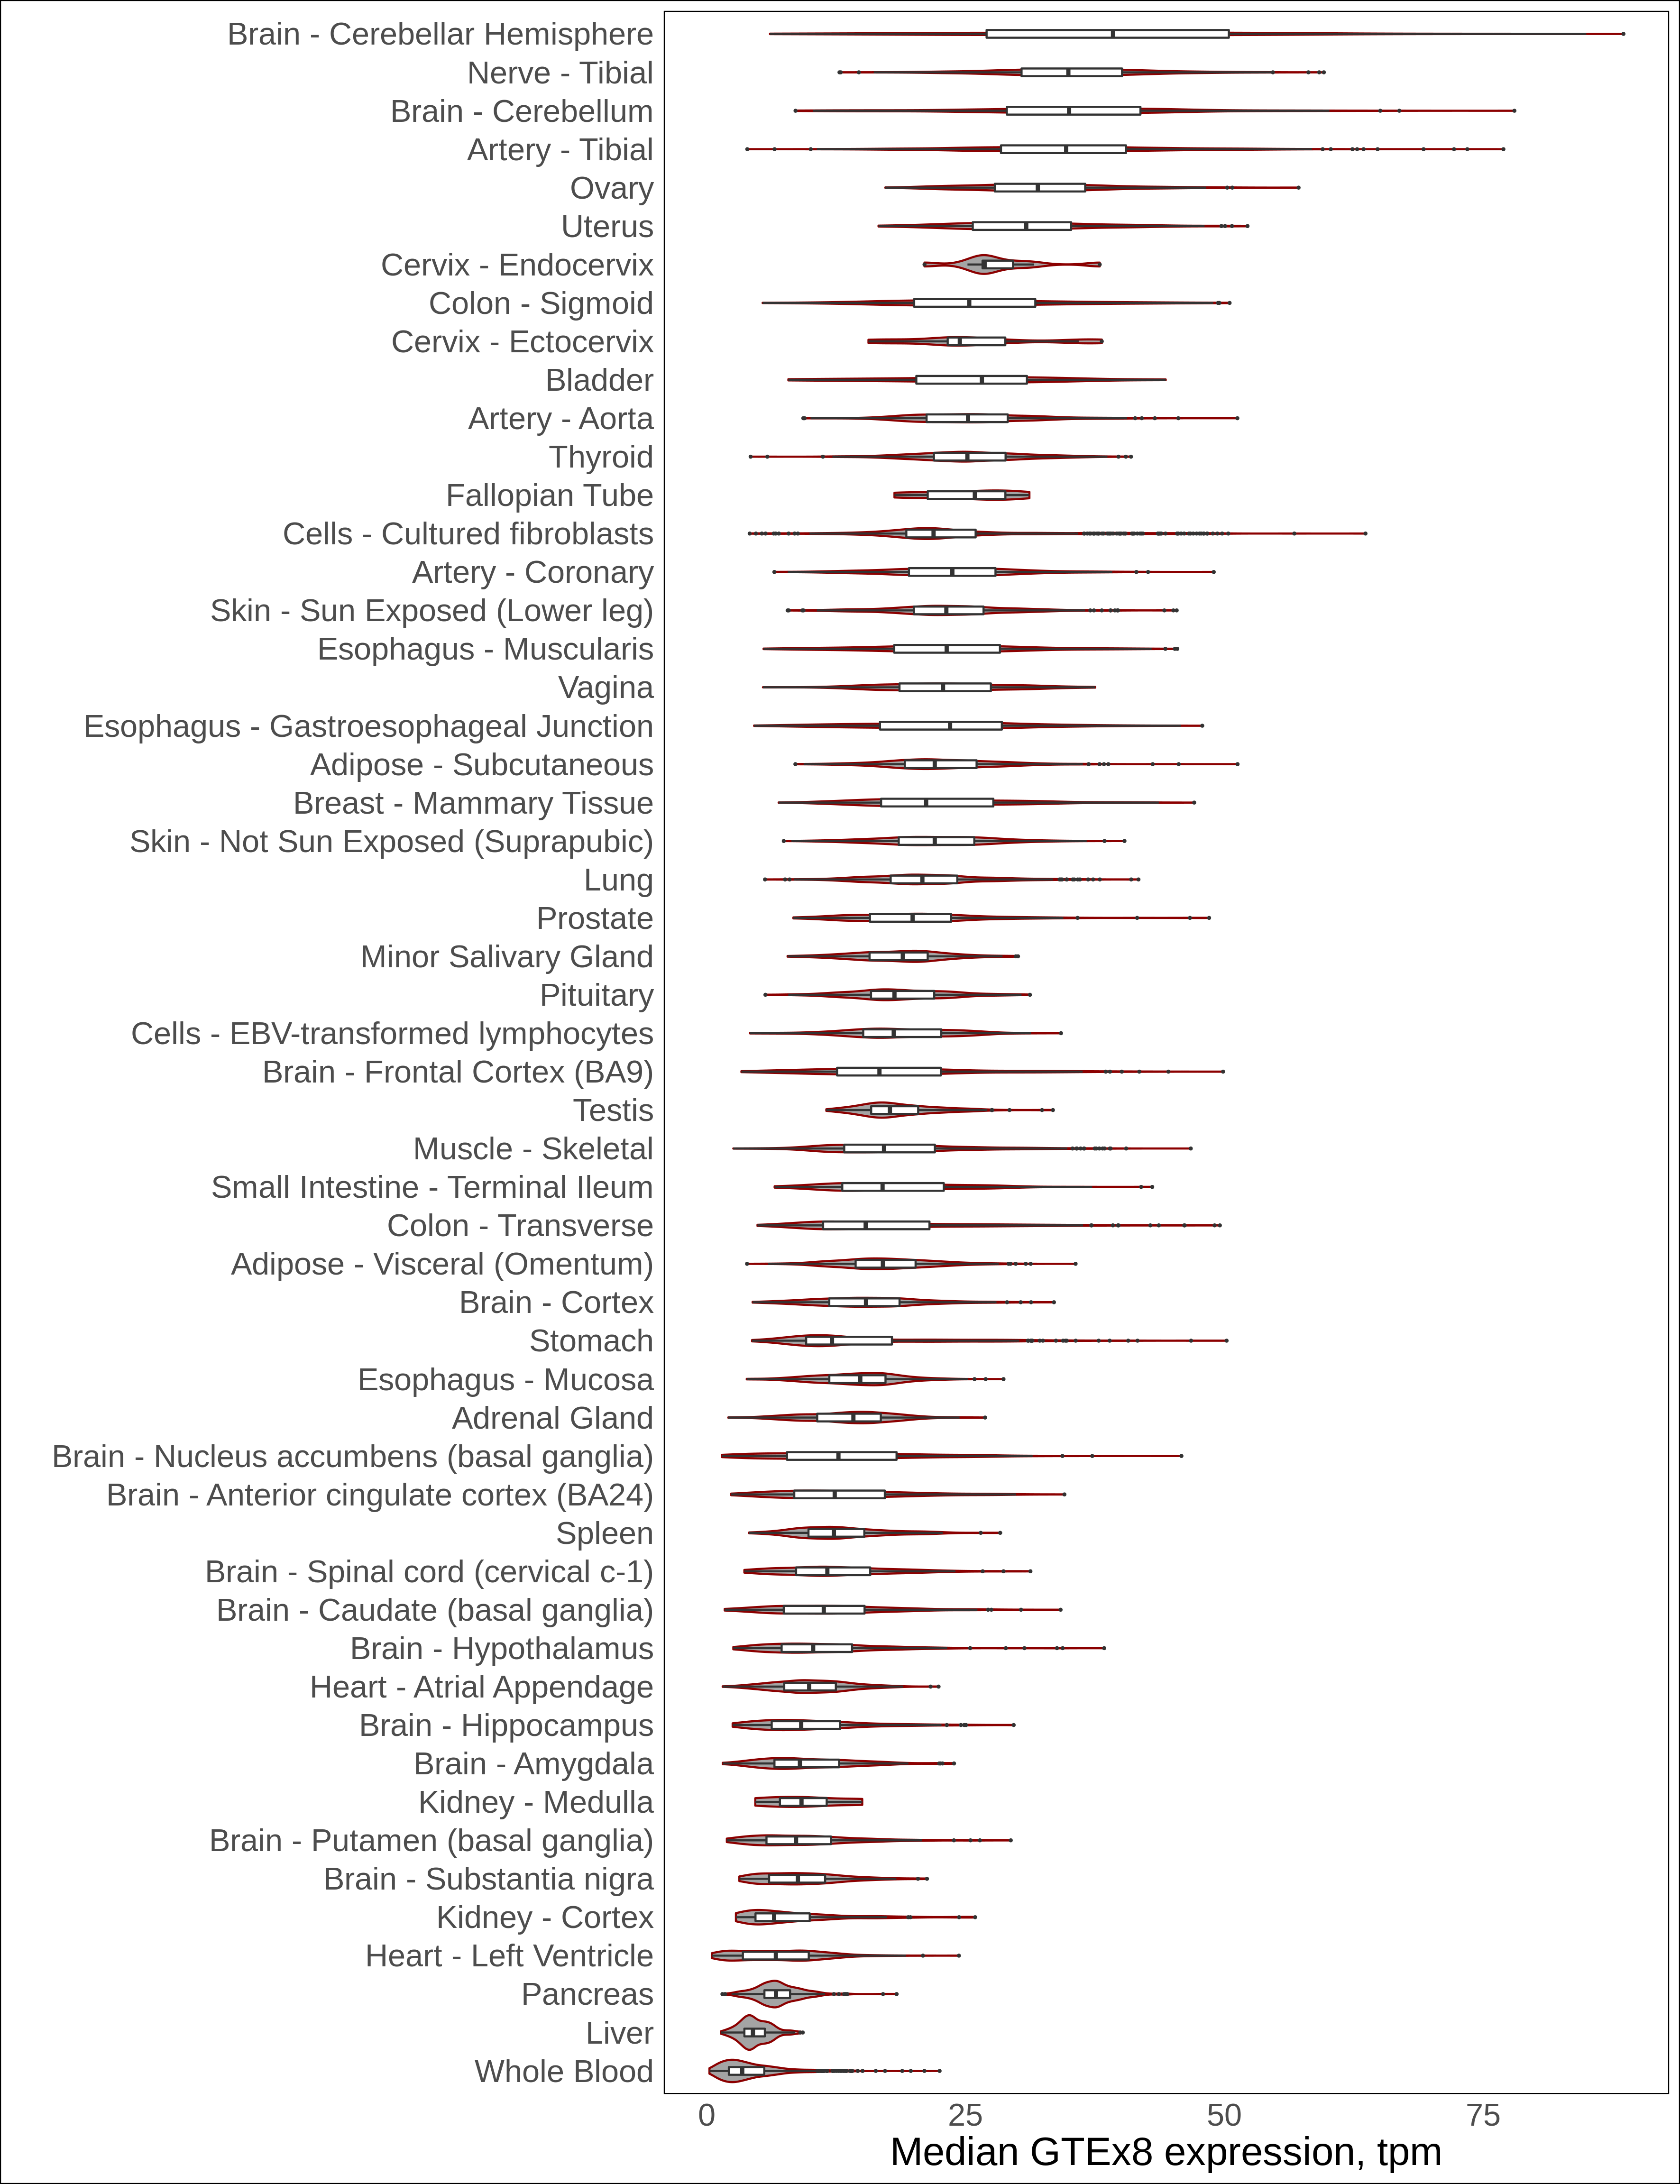 Brain - Cerebellar Hemisphere
Nerve - Tibial
Brain - Cerebellum
Artery - Tibial
Ovary
Uterus
Cervix - Endocervix
Colon - Sigmoid
Cervix - Ectocervix
Bladder
Artery - Aorta
Thyroid
Fallopian Tube
Cells - Cultured fibroblasts
Artery - Coronary
Skin - Sun Exposed (Lower leg)
Esophagus - Muscularis
Vagina
Esophagus - Gastroesophageal Junction
Adipose - Subcutaneous
Breast - Mammary Tissue
Skin - Not Sun Exposed (Suprapubic)
Lung
Prostate
Minor Salivary Gland
Pituitary
Cells - EBV-transformed lymphocytes
Brain - Frontal Cortex (BA9)
Testis
Muscle - Skeletal
Small Intestine - Terminal Ileum
Colon - Transverse
Adipose - Visceral (Omentum)
Brain - Cortex
Stomach
Esophagus - Mucosa
Adrenal Gland
Brain - Nucleus accumbens (basal ganglia)
Brain - Anterior cingulate cortex (BA24)
Spleen
Brain - Spinal cord (cervical c-1)
Brain - Caudate (basal ganglia)
Brain - Hypothalamus
Heart - Atrial Appendage
Brain - Hippocampus
Brain - Amygdala
Kidney - Medulla
Brain - Putamen (basal ganglia)
Brain - Substantia nigra
Kidney - Cortex
Heart - Left Ventricle
Pancreas
Liver
Whole Blood
0 25 50 75
Median GTEx8 expression, tpm